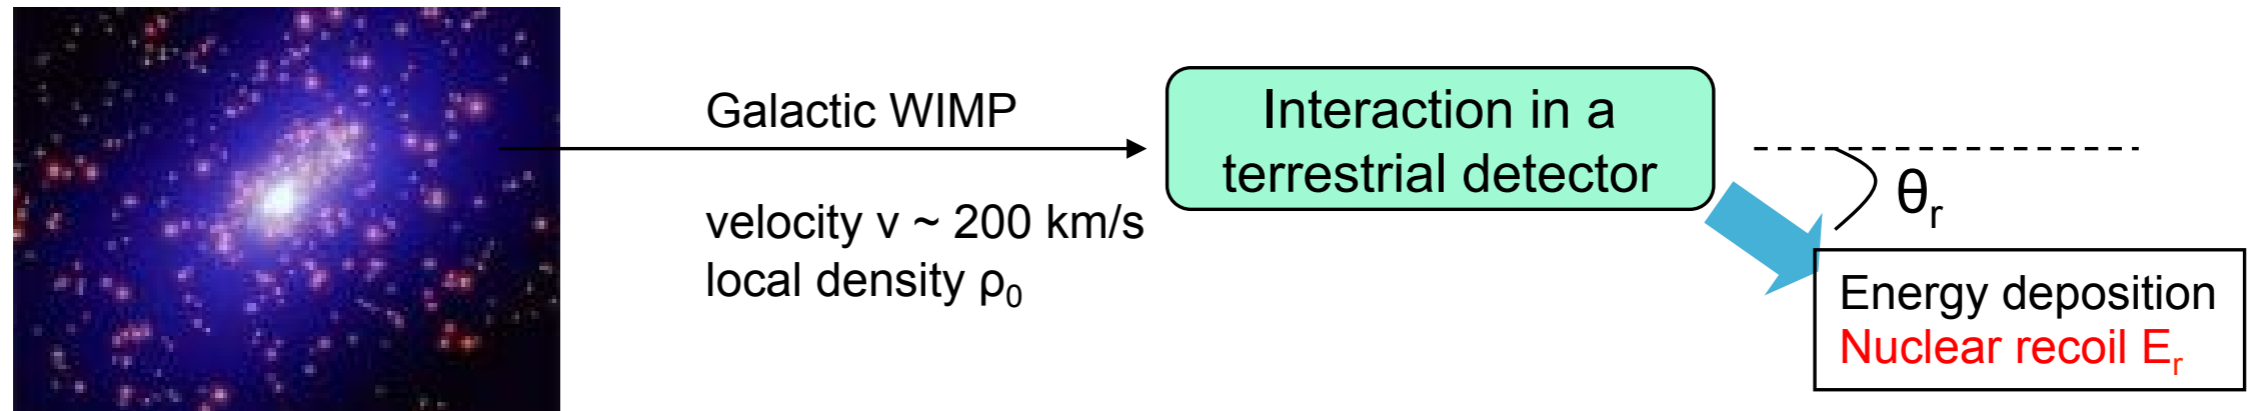 Galactic WIMP
velocity v ~ 200 km/s
local density ρ₀
Interaction in a
terrestrial detector
θr
Energy deposition
Nuclear recoil Er